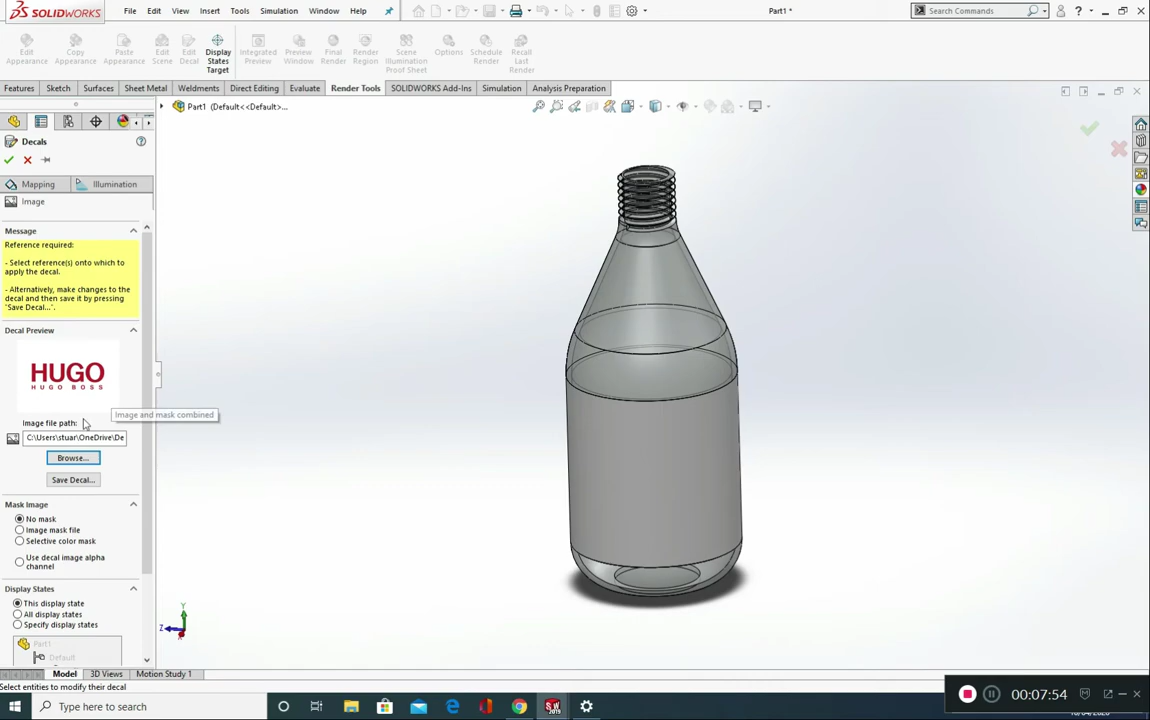 SOLIDWORKS
File Edit View Insert Tools Simulation Window Help
Part1 *
Search Commands
Edit Appearance
Copy Appearance
Paste Appearance
Edit Scene
Edit Decal
Display States Target
Integrated Preview
Preview Window
Final Render
Render Region
Scene Illumination Proof Sheet
Options
Schedule Render
Recall Last Render
Features Sketch Surfaces Sheet Metal Weldments Direct Editing Evaluate Render Tools SOLIDWORKS Add-Ins Simulation Analysis Preparation
Part1 (Default<<Default>...
Decals
Mapping Illumination
Image
Message
Reference required:
- Select reference(s) onto which to
apply the decal.
- Alternatively, make changes to the
decal and then save it by pressing
'Save Decal...'.
Decal Preview
HUGO
HUGO BOSS
Image and mask combined
Image file path:
C:\Users\stuar\OneDrive\De
Browse...
Save Decal...
Mask Image
No mask
Image mask file
Selective color mask
Use decal image alpha
channel
Display States
This display state
All display states
Specify display states
Part1
Default
Y
Z
Model 3D Views Motion Study 1
Select entities to modify their decal
Type here to search
SW
2019
00:07:54